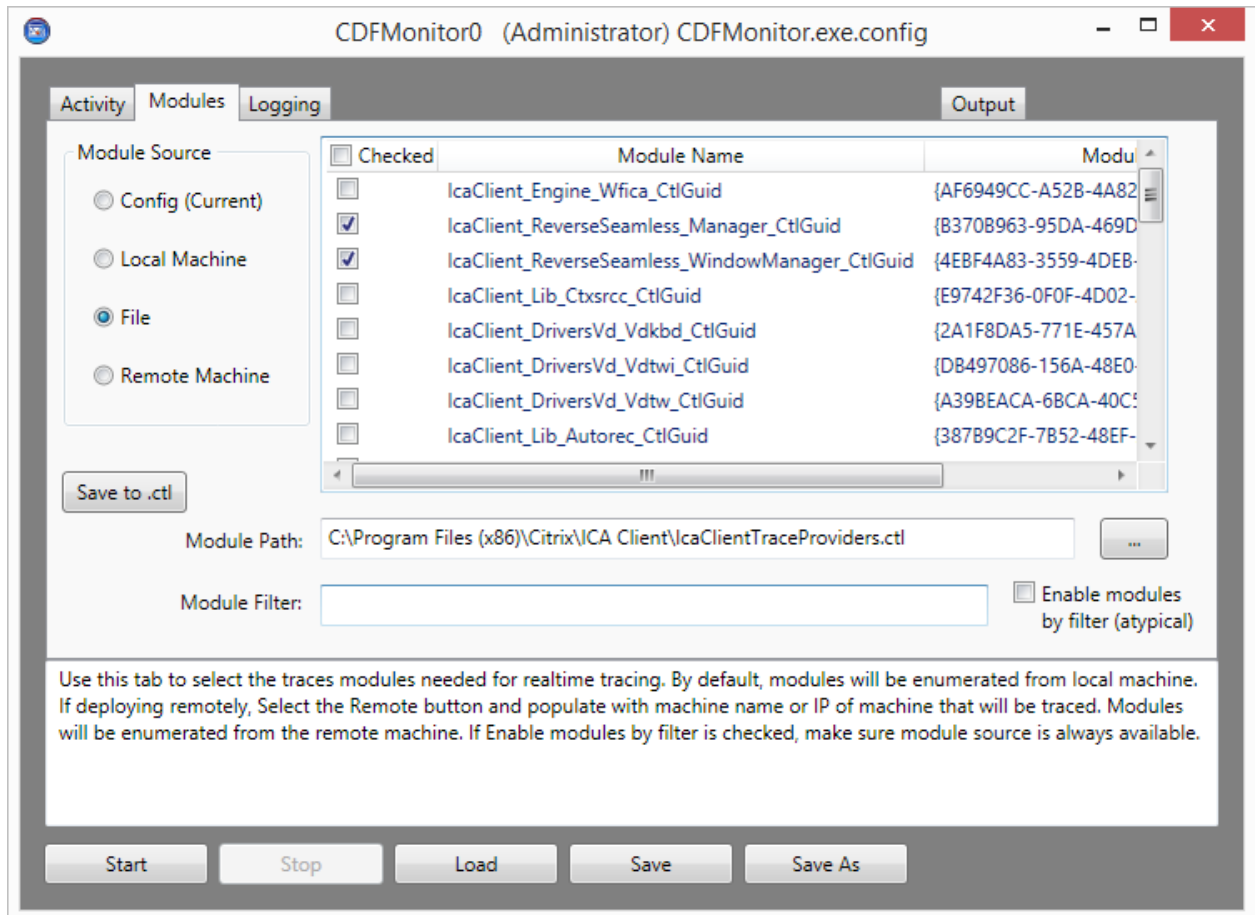 CDFMonitor0 (Administrator) CDFMonitor.exe.config
Activity Modules Logging Output
Module Source
Config (Current)
Local Machine
File
Remote Machine
Checked Module Name Modul
IcaClient_Engine_Wfica_CtlGuid {AF6949CC-A52B-4A82
IcaClient_ReverseSeamless_Manager_CtlGuid {B370B963-95DA-469D
IcaClient_ReverseSeamless_WindowManager_CtlGuid {4EBF4A83-3559-4DEB-
IcaClient_Lib_Ctxsrcc_CtlGuid {E9742F36-0F0F-4D02-
IcaClient_DriversVd_Vdkbd_CtlGuid {2A1F8DA5-771E-457A
IcaClient_DriversVd_Vdtwi_CtlGuid {DB497086-156A-48E0-
IcaClient_DriversVd_Vdtw_CtlGuid {A39BEACA-6BCA-40C5
IcaClient_Lib_Autorec_CtlGuid {387B9C2F-7B52-48EF-
Save to .ctl
Module Path: C:\Program Files (x86)\Citrix\ICA Client\IcaClientTraceProviders.ctl ...
Module Filter:
Enable modules
by filter (atypical)
Use this tab to select the traces modules needed for realtime tracing. By default, modules will be enumerated from local machine.
If deploying remotely, Select the Remote button and populate with machine name or IP of machine that will be traced. Modules
will be enumerated from the remote machine. If Enable modules by filter is checked, make sure module source is always available.
Start Stop Load Save Save As